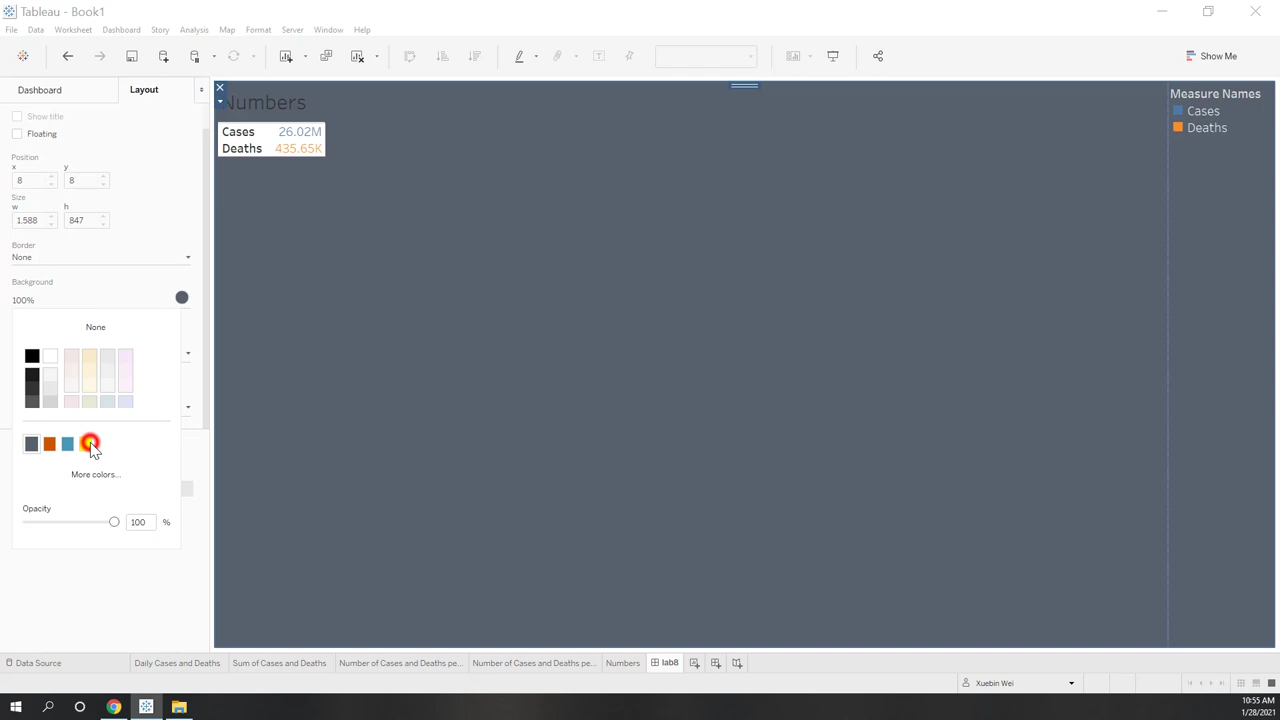 Tableau - Book1
File Data Worksheet Dashboard Story Analysis Map Format Server Window Help
Show Me
Dashboard Layout
Show title
Floating
Position
x y
8 8
Size
w h
1,588 847
Border
None
Background
100%
None
More colors...
Opacity
100 %
Numbers
Cases 26.02M
Deaths 435.65K
Measure Names
Cases
Deaths
Data Source Daily Cases and Deaths Sum of Cases and Deaths Number of Cases and Deaths pe... Number of Cases and Deaths pe... Numbers lab8
Xuebin Wei
10:55 AM
1/28/2021